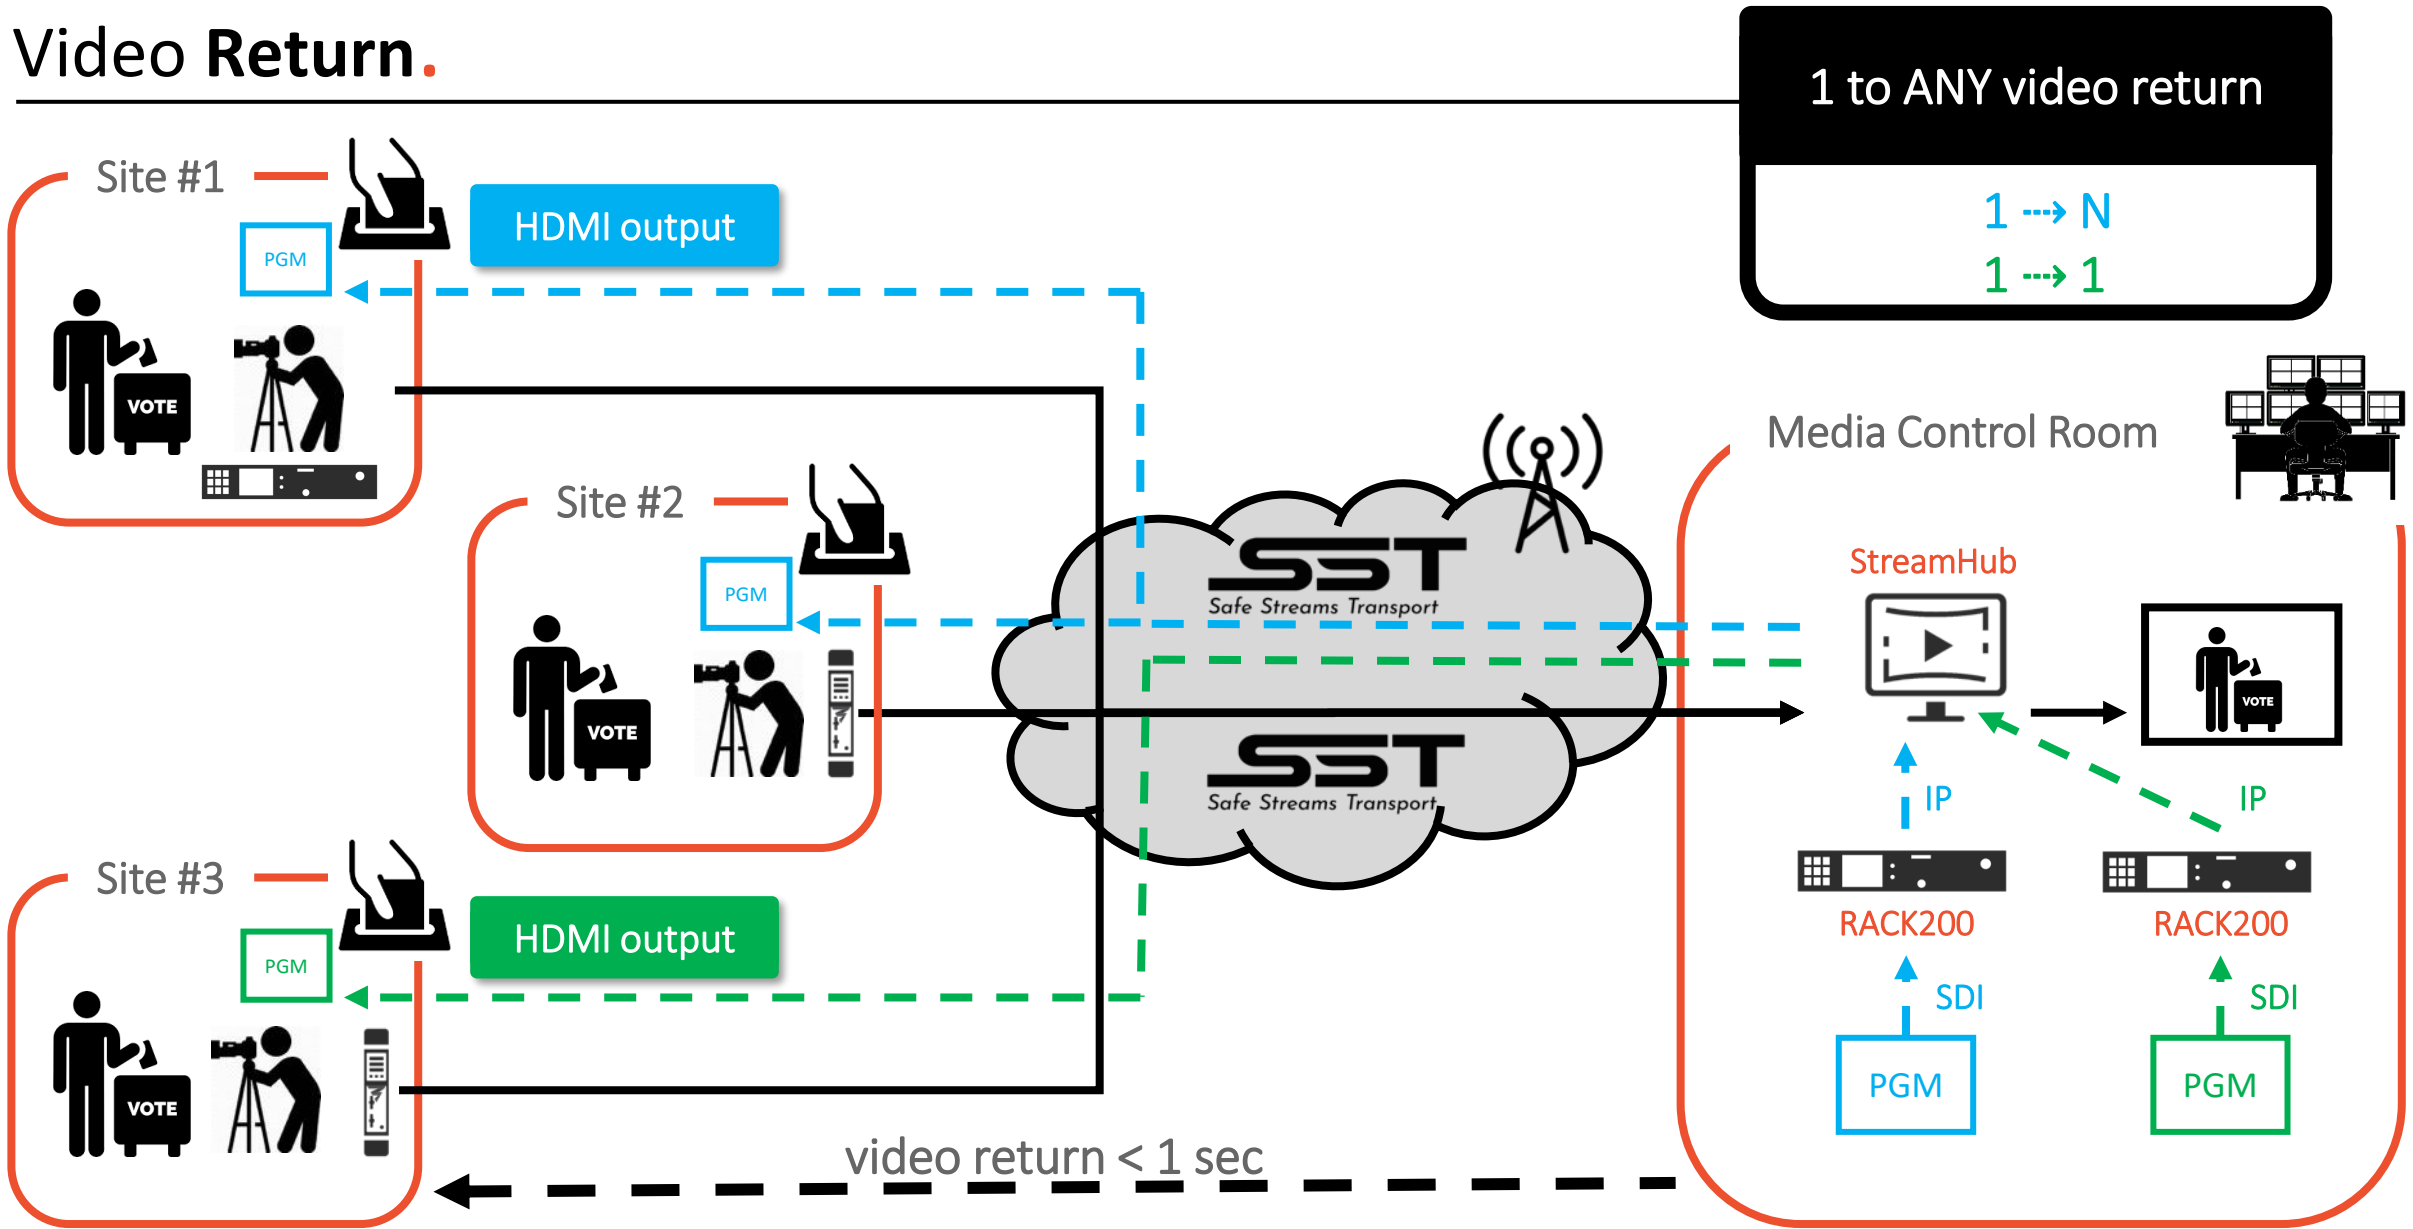 Video Return.
1 to ANY video return
1 ⇢ N
1 ⇢ 1
Site #1
HDMI output
PGM
VOTE
Site #2
PGM
VOTE
Site #3
HDMI output
PGM
VOTE
SST
Safe Streams Transport
SST
Safe Streams Transport
Media Control Room
StreamHub
VOTE
IP
IP
RACK200
RACK200
SDI
SDI
PGM
PGM
video return < 1 sec